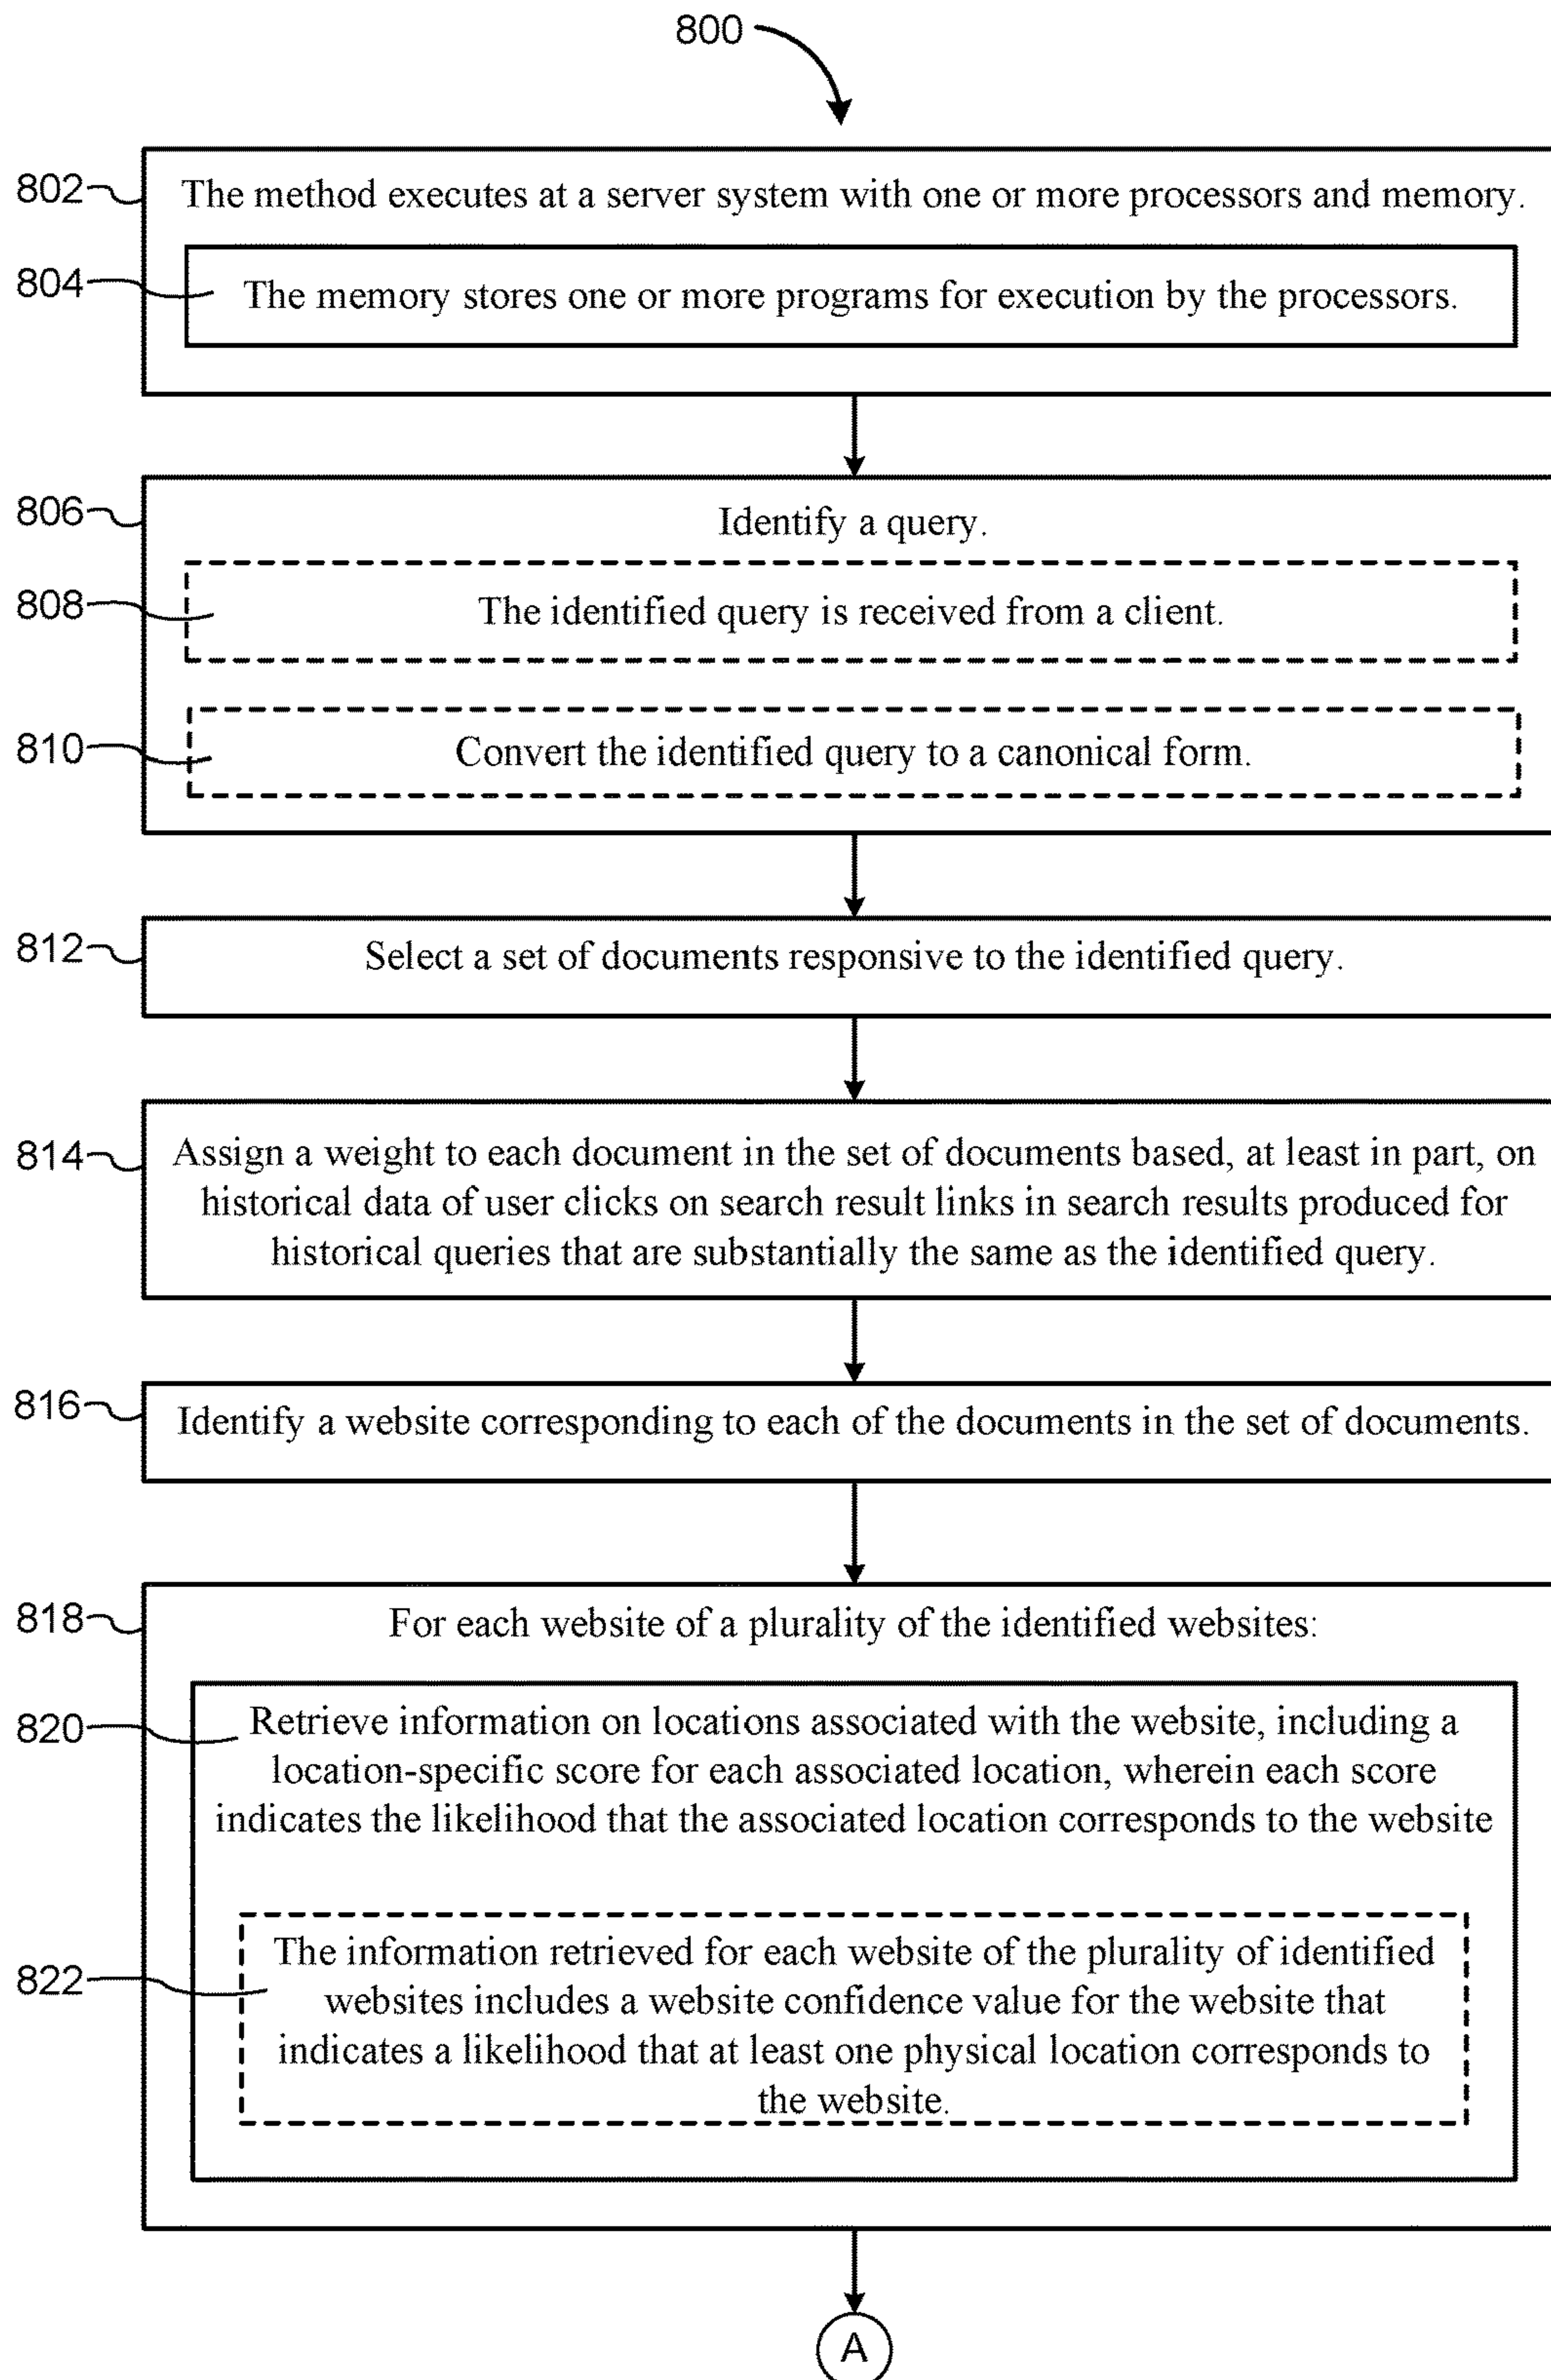 800
802
The method executes at a server system with one or more processors and memory.
804
The memory stores one or more programs for execution by the processors.
806
Identify a query.
808
The identified query is received from a client.
810
Convert the identified query to a canonical form.
812
Select a set of documents responsive to the identified query.
814
Assign a weight to each document in the set of documents based, at least in part, on
historical data of user clicks on search result links in search results produced for
historical queries that are substantially the same as the identified query.
816
Identify a website corresponding to each of the documents in the set of documents.
818
For each website of a plurality of the identified websites:
820
Retrieve information on locations associated with the website, including a
location-specific score for each associated location, wherein each score
indicates the likelihood that the associated location corresponds to the website
822
The information retrieved for each website of the plurality of identified
websites includes a website confidence value for the website that
indicates a likelihood that at least one physical location corresponds to
the website.
A